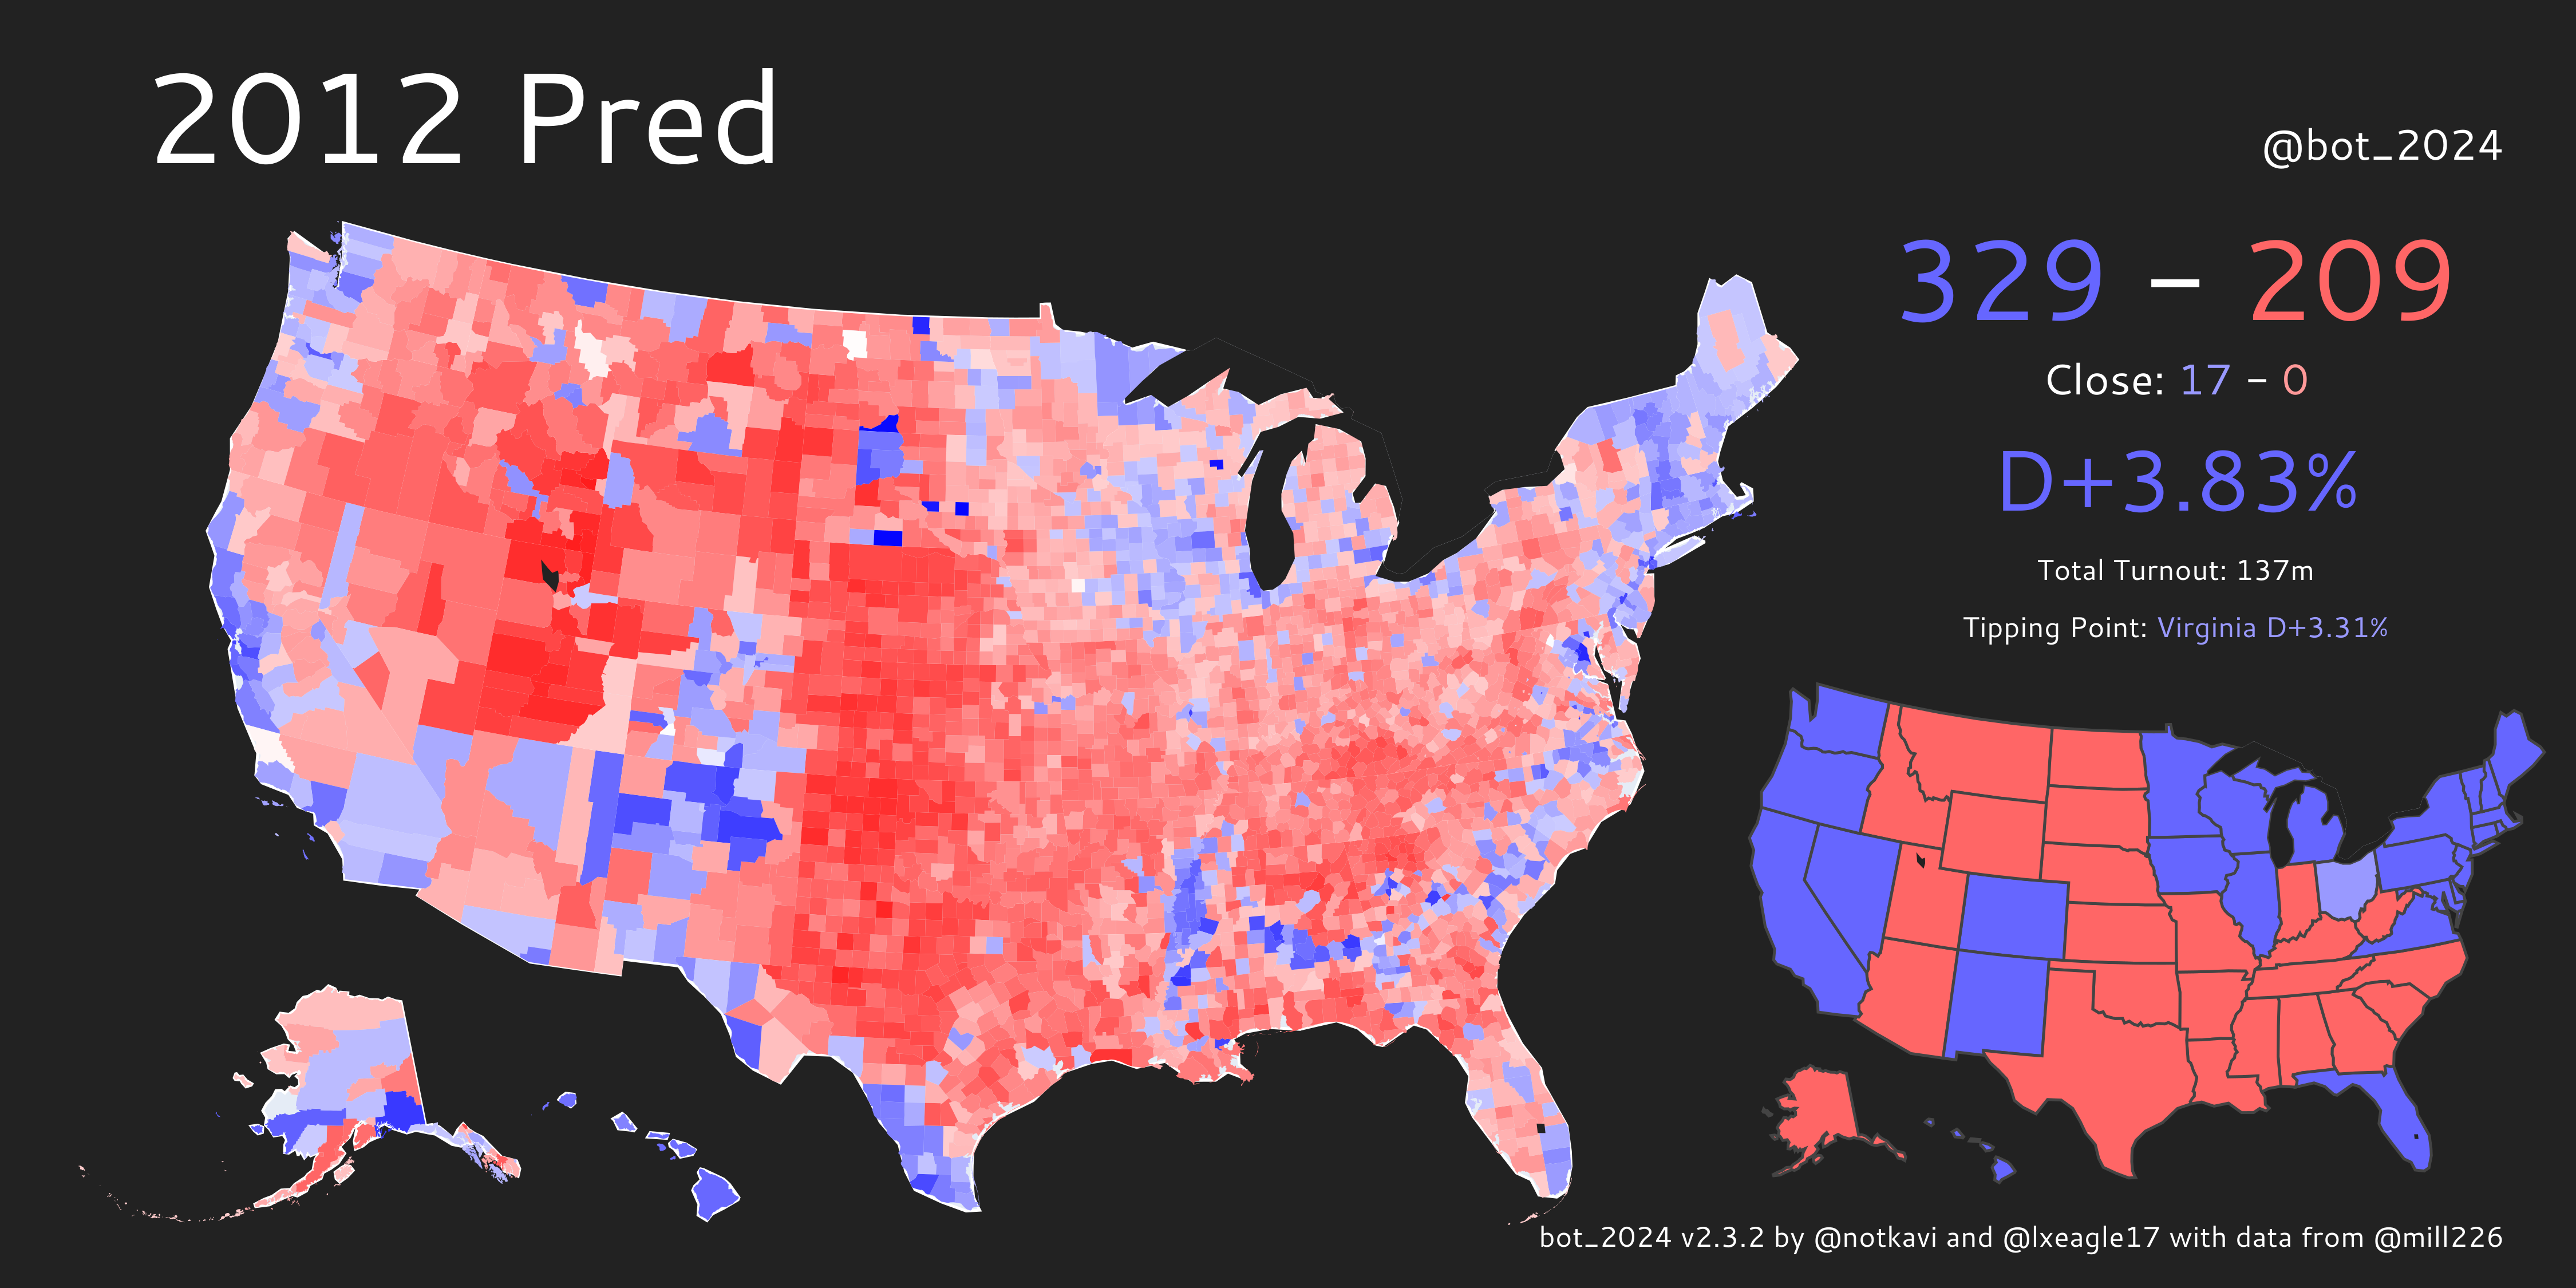 2012 Pred
@bot_2024
329 - 209
Close: 17 - 0
D+3.83%
Total Turnout: 137m
Tipping Point: Virginia D+3.31%
bot_2024 v2.3.2 by @notkavi and @lxeagle17 with data from @mill226